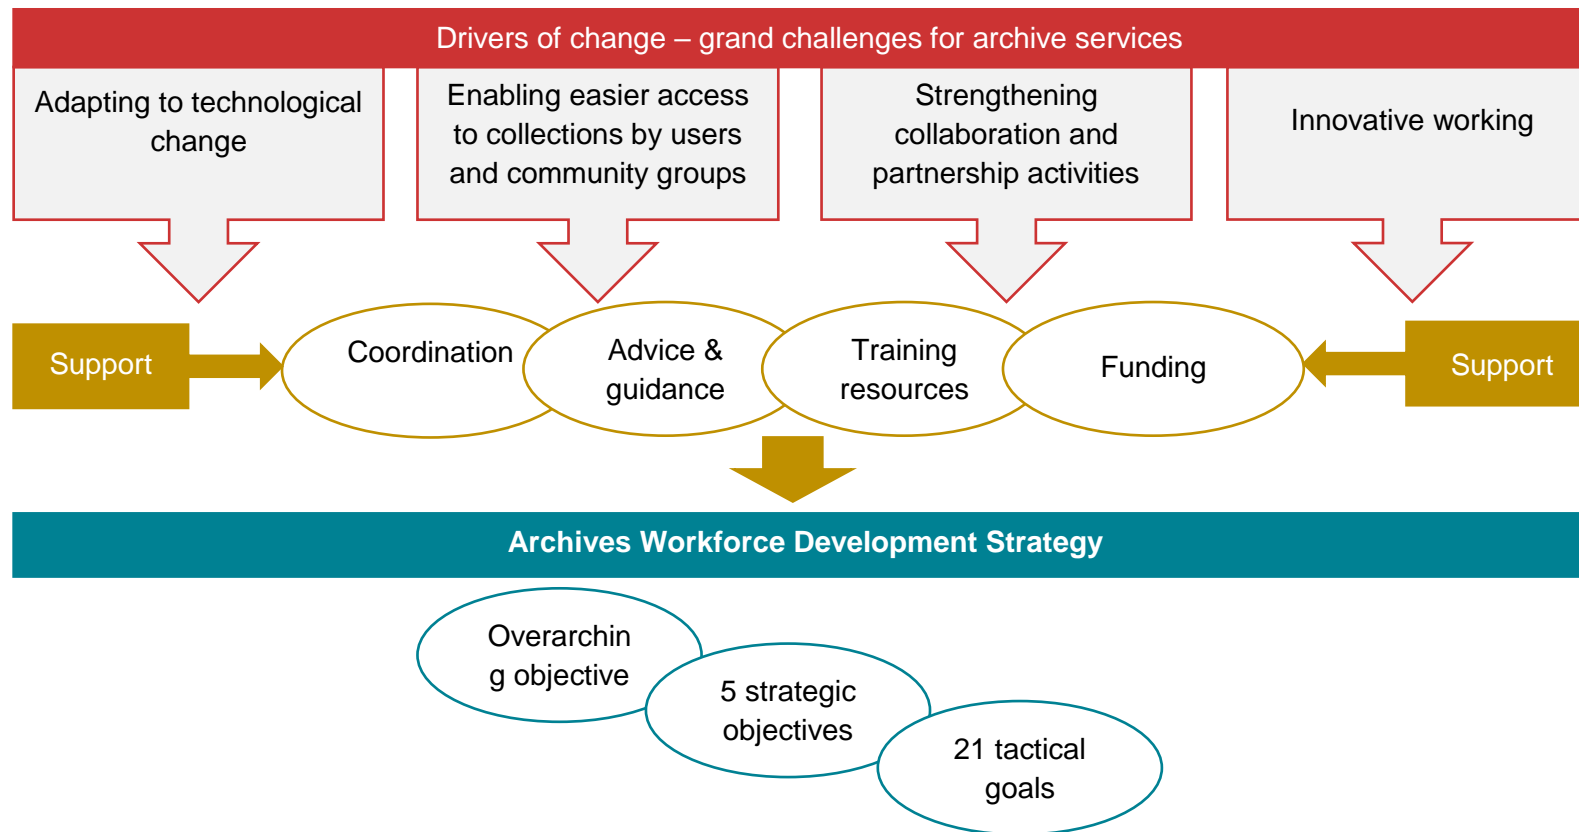 Drivers of change – grand challenges for archive services
Adapting to technological
change
Enabling easier access
to collections by users
and community groups
Strengthening
collaboration and
partnership activities
Innovative working
Support
Coordination
Advice &
guidance
Training
resources
Funding
Support
Archives Workforce Development Strategy
Overarchin
g objective
5 strategic
objectives
21 tactical
goals